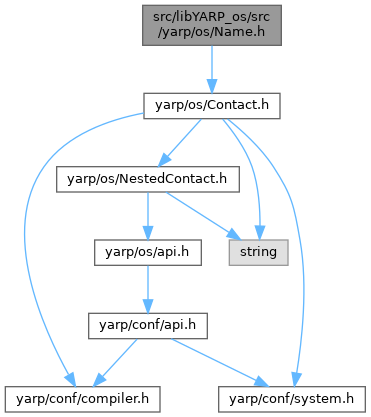 src/libYARP_os/src
/yarp/os/Name.h
yarp/os/Contact.h
yarp/os/NestedContact.h
yarp/os/api.h
string
yarp/conf/api.h
yarp/conf/compiler.h
yarp/conf/system.h